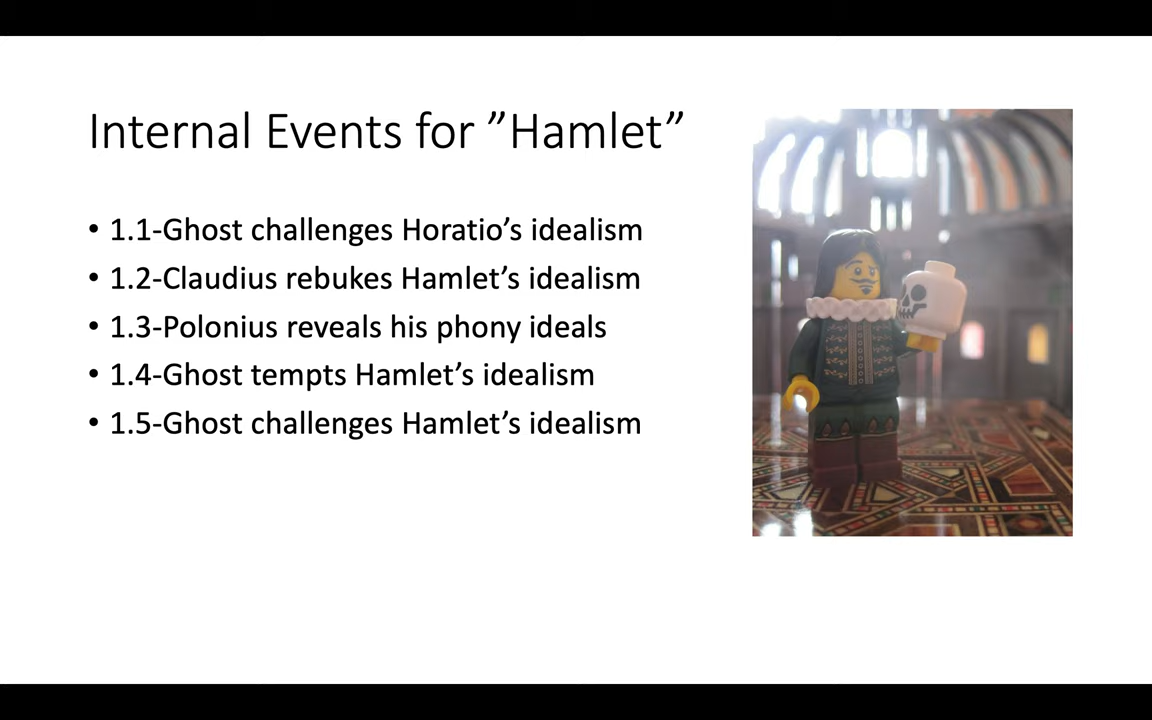 Internal Events for ”Hamlet”
• 1.1-Ghost challenges Horatio’s idealism
• 1.2-Claudius rebukes Hamlet’s idealism
• 1.3-Polonius reveals his phony ideals
• 1.4-Ghost tempts Hamlet’s idealism
• 1.5-Ghost challenges Hamlet’s idealism